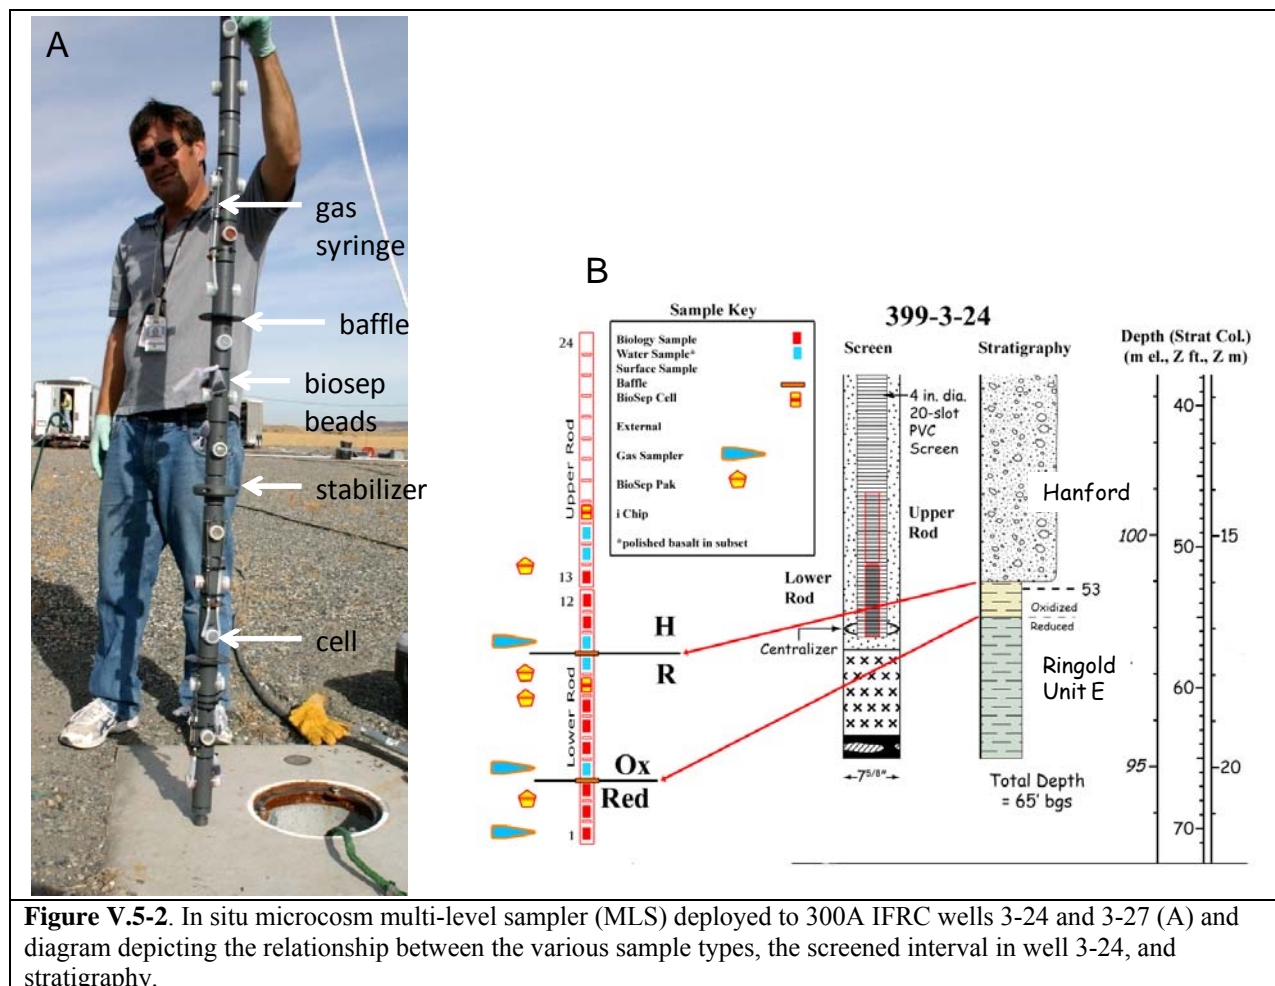 A
gas
syringe
baffle
biosep
beads
stabilizer
cell
B
Sample Key
Biology Sample
Water Sample*
Surface Sample
Baffle
BioSep Cell
External
Gas Sampler
BioSep Pak
i Chip
*polished basalt in subset
24
Upper Rod
13
12
H
R
Lower Rod
Ox
Red
1
399-3-24
Screen
Stratigraphy
4 in. dia.
20-slot
PVC
Screen
Upper
Rod
Lower
Rod
Centralizer
7 5/8"
Hanford
53
Oxidized
Reduced
Ringold
Unit E
Total Depth
= 65' bgs
Depth (Strat Col.)
(m el., Z ft., Z m)
40
100
50
15
60
95
20
70
Figure V.5-2. In situ microcosm multi-level sampler (MLS) deployed to 300A IFRC wells 3-24 and 3-27 (A) and
diagram depicting the relationship between the various sample types, the screened interval in well 3-24, and
stratigraphy.